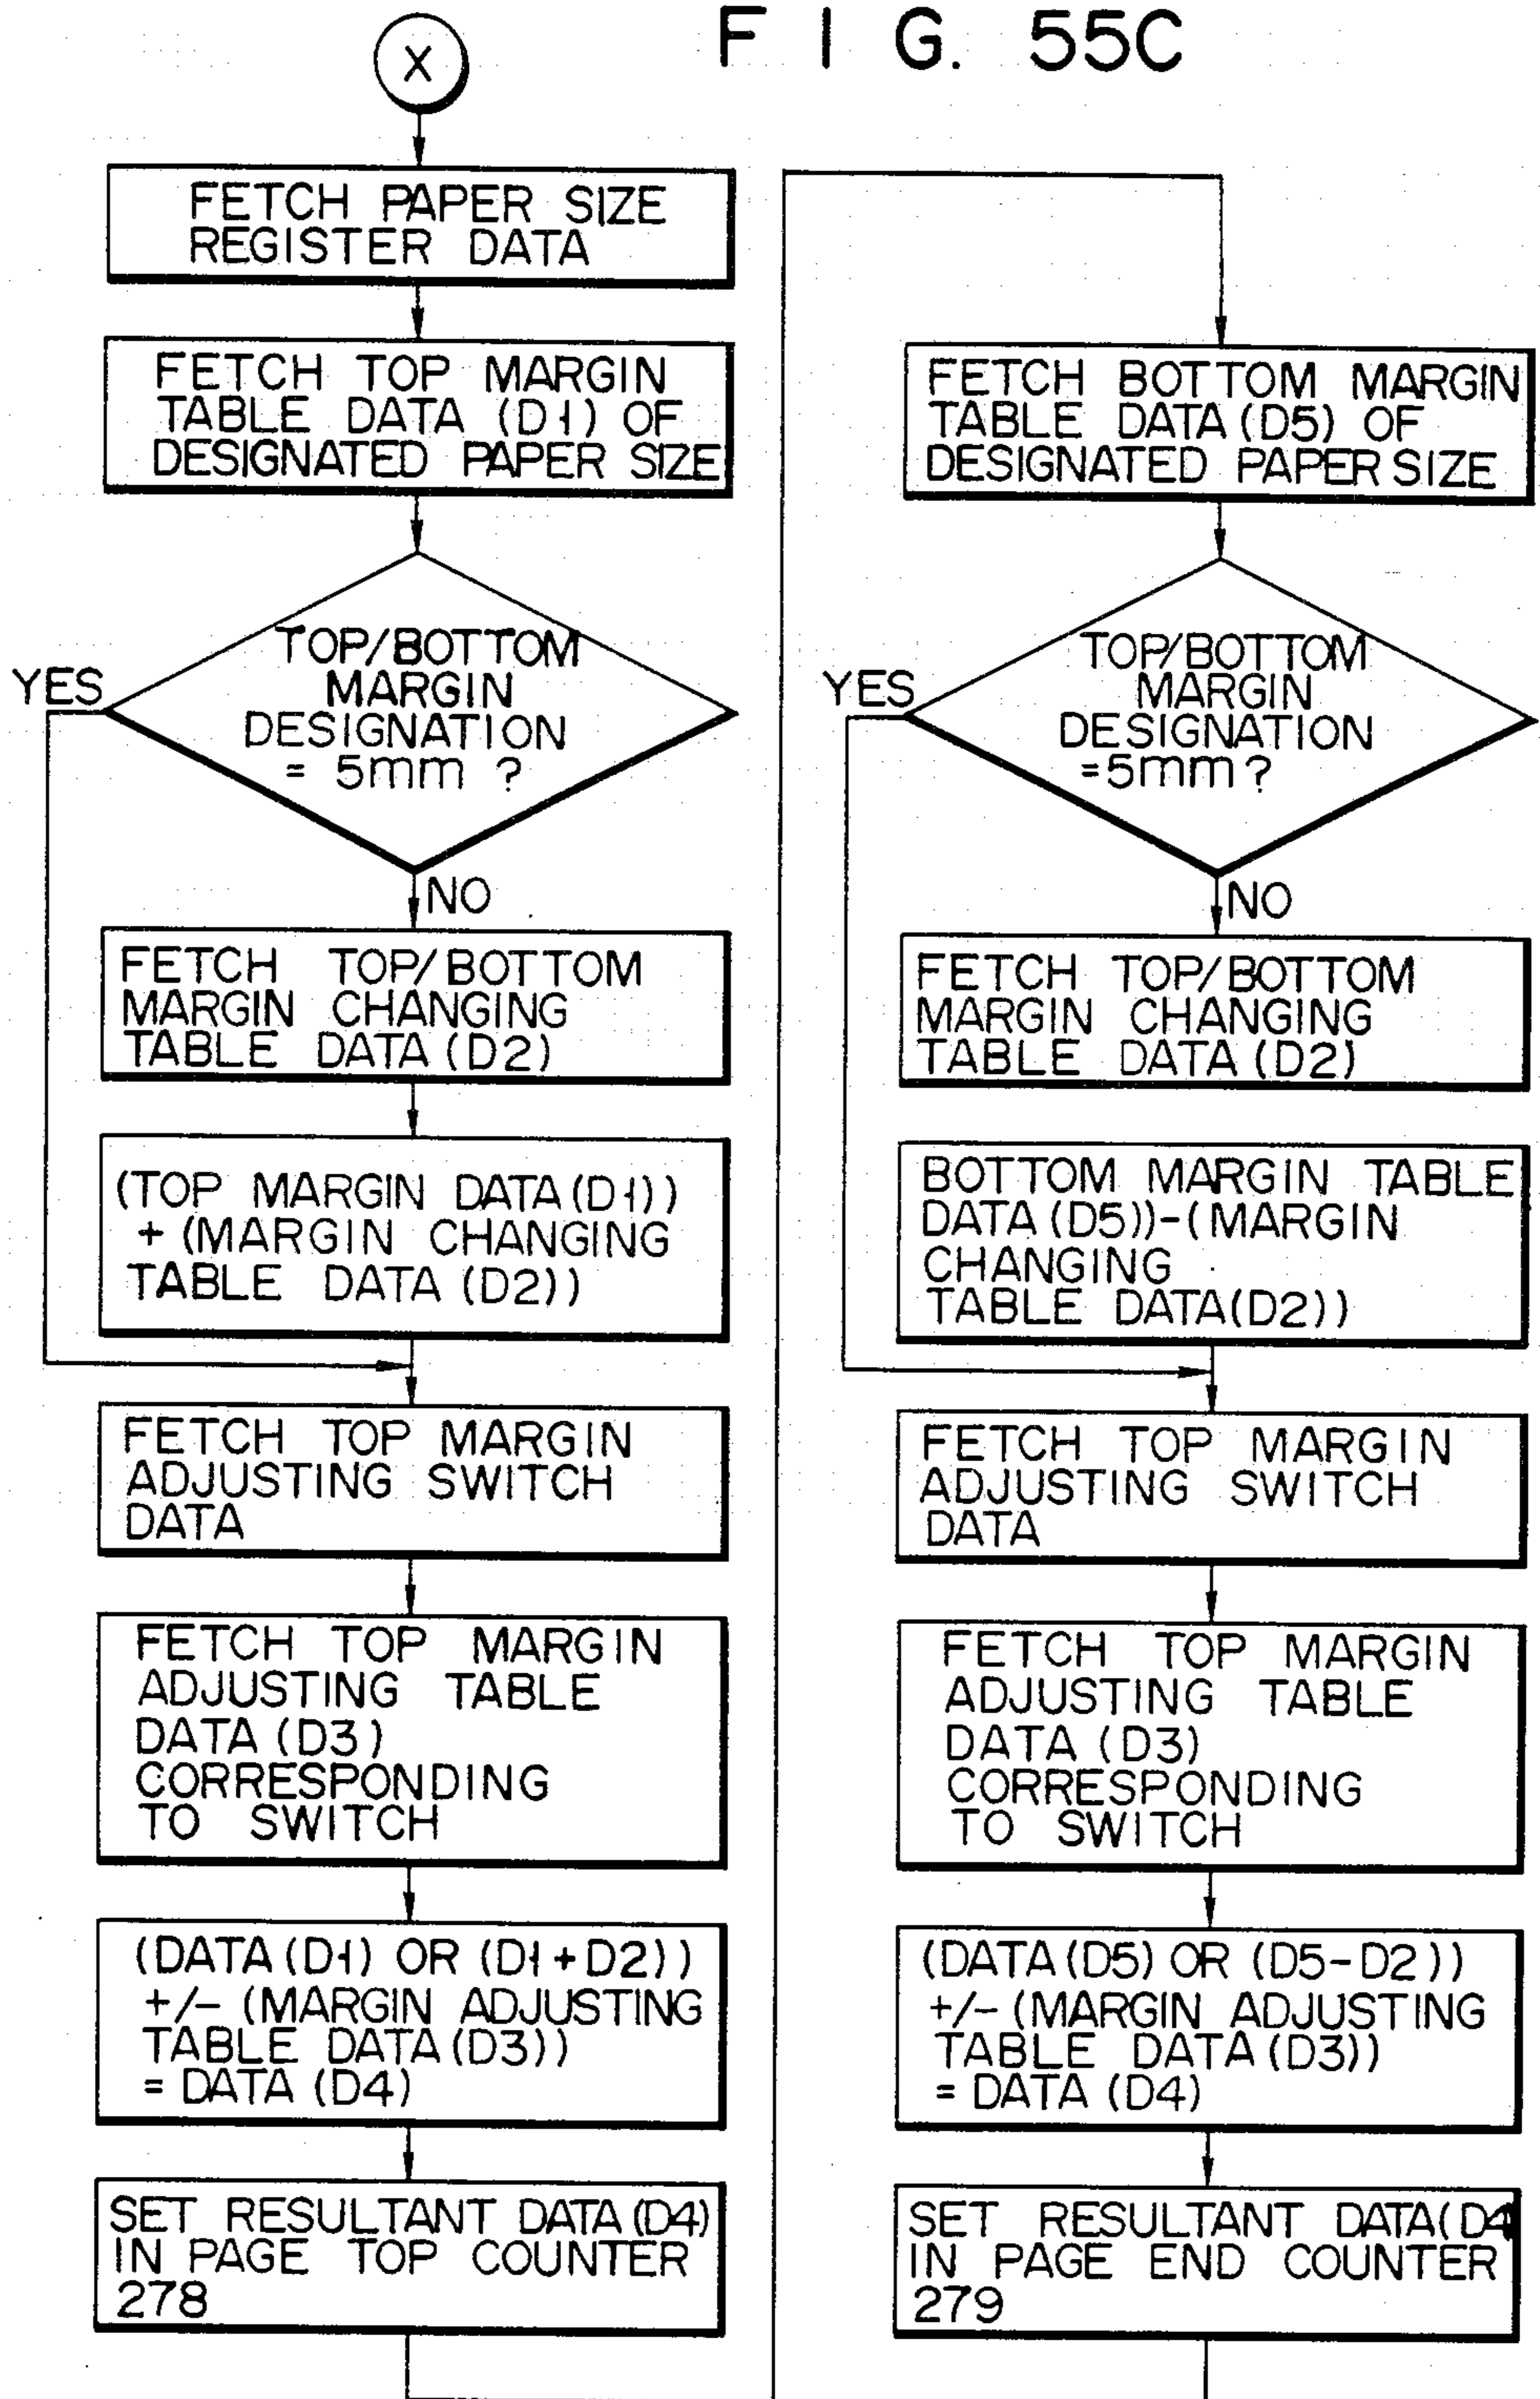 F I G. 55C
X
FETCH PAPER SIZE
REGISTER DATA
FETCH TOP MARGIN
TABLE DATA (D1) OF
DESIGNATED PAPER SIZE
TOP/BOTTOM
MARGIN
DESIGNATION
= 5mm ?
YES
NO
FETCH TOP/BOTTOM
MARGIN CHANGING
TABLE DATA (D2)
(TOP MARGIN DATA (D1))
+ (MARGIN CHANGING
TABLE DATA (D2))
FETCH TOP MARGIN
ADJUSTING SWITCH
DATA
FETCH TOP MARGIN
ADJUSTING TABLE
DATA (D3)
CORRESPONDING
TO SWITCH
(DATA (D1) OR (D1+D2))
+/- (MARGIN ADJUSTING
TABLE DATA (D3))
= DATA (D4)
SET RESULTANT DATA (D4)
IN PAGE TOP COUNTER
278
FETCH BOTTOM MARGIN
TABLE DATA (D5) OF
DESIGNATED PAPER SIZE
TOP/BOTTOM
MARGIN
DESIGNATION
=5mm?
YES
NO
FETCH TOP/BOTTOM
MARGIN CHANGING
TABLE DATA (D2)
BOTTOM MARGIN TABLE
DATA (D5))-(MARGIN
CHANGING
TABLE DATA(D2))
FETCH TOP MARGIN
ADJUSTING SWITCH
DATA
FETCH TOP MARGIN
ADJUSTING TABLE
DATA (D3)
CORRESPONDING
TO SWITCH
(DATA (D5) OR (D5-D2))
+/- (MARGIN ADJUSTING
TABLE DATA (D3))
= DATA (D4)
SET RESULTANT DATA (D4
IN PAGE END COUNTER
279